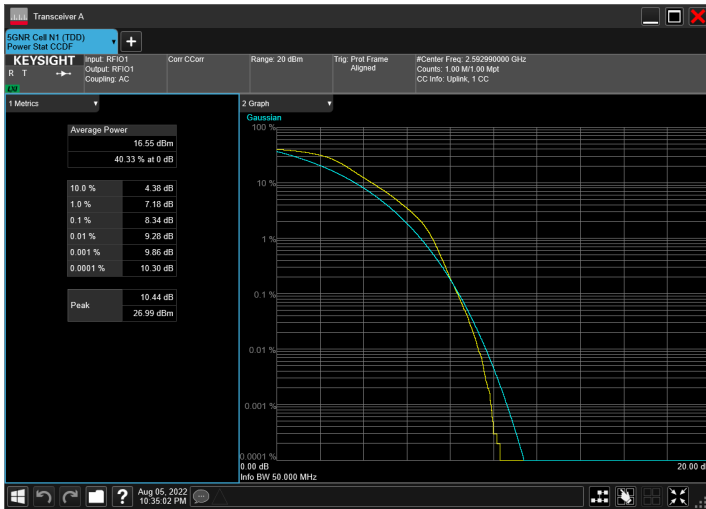 Transceiver A
5GNR Cell N1 (TDD)
Power Stat CCDF
KEYSIGHT
R T
Input: RFIO1
Output: RFIO1
Coupling: AC
Corr CCorr
Range: 20 dBm
Trig: Prot Frame
Aligned
#Center Freq: 2.592990000 GHz
Counts: 1.00 M/1.00 Mpt
CC Info: Uplink, 1 CC
1 Metrics
Average Power
16.55 dBm
40.33 % at 0 dB
10.0 % 4.38 dB
1.0 % 7.18 dB
0.1 % 8.34 dB
0.01 % 9.28 dB
0.001 % 9.86 dB
0.0001 % 10.30 dB
Peak
10.44 dB
26.99 dBm
2 Graph
Gaussian
100 %
10 %
1 %
0.1 %
0.01 %
0.001 %
0.0001 %
0.00 dB
20.00 d
Info BW 50.000 MHz
?
Aug 05, 2022
10:35:02 PM